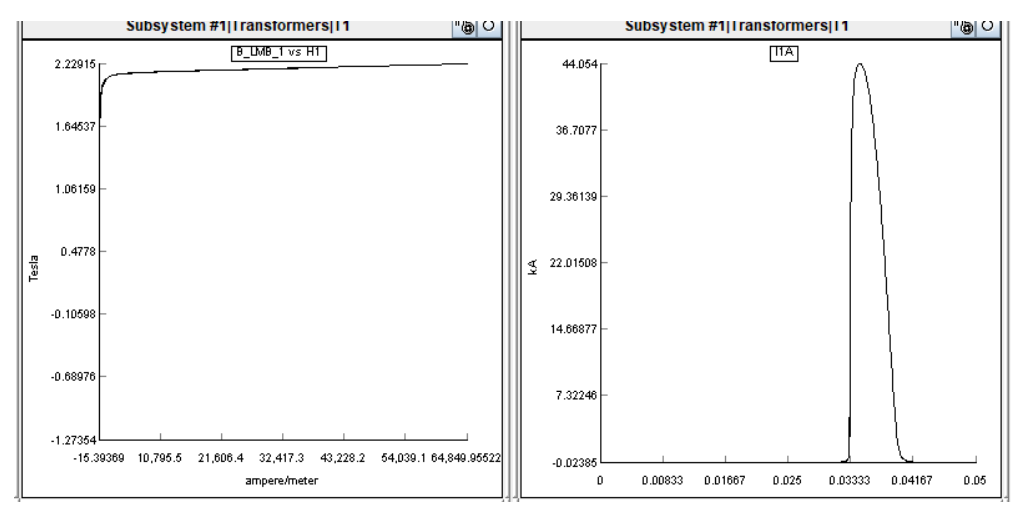 Subsystem #1|Transformers|T1
B_LMB_1 vs H1
2.22915
1.64537
1.06159
0.4778
-0.10598
-0.68976
-1.27354
Tesla
-15.39369 10,795.5 21,606.4 32,417.3 43,228.2 54,039.1 64,849.95522
ampere/meter
Subsystem #1|Transformers|T1
I1A
44.054
36.7077
29.36139
22.01508
14.66877
7.32246
-0.02385
kA
0 0.00833 0.01667 0.025 0.03333 0.04167 0.05